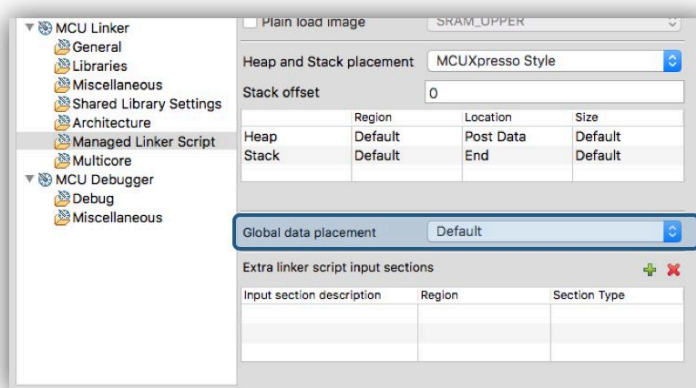 MCU Linker
General
Libraries
Miscellaneous
Shared Library Settings
Architecture
Managed Linker Script
Multicore
MCU Debugger
Debug
Miscellaneous
Plain load image SRAM_UPPER
Heap and Stack placement MCUXpresso Style
Stack offset 0
Region Location Size
Heap Default Post Data Default
Stack Default End Default
Global data placement Default
Extra linker script input sections
Input section description Region Section Type